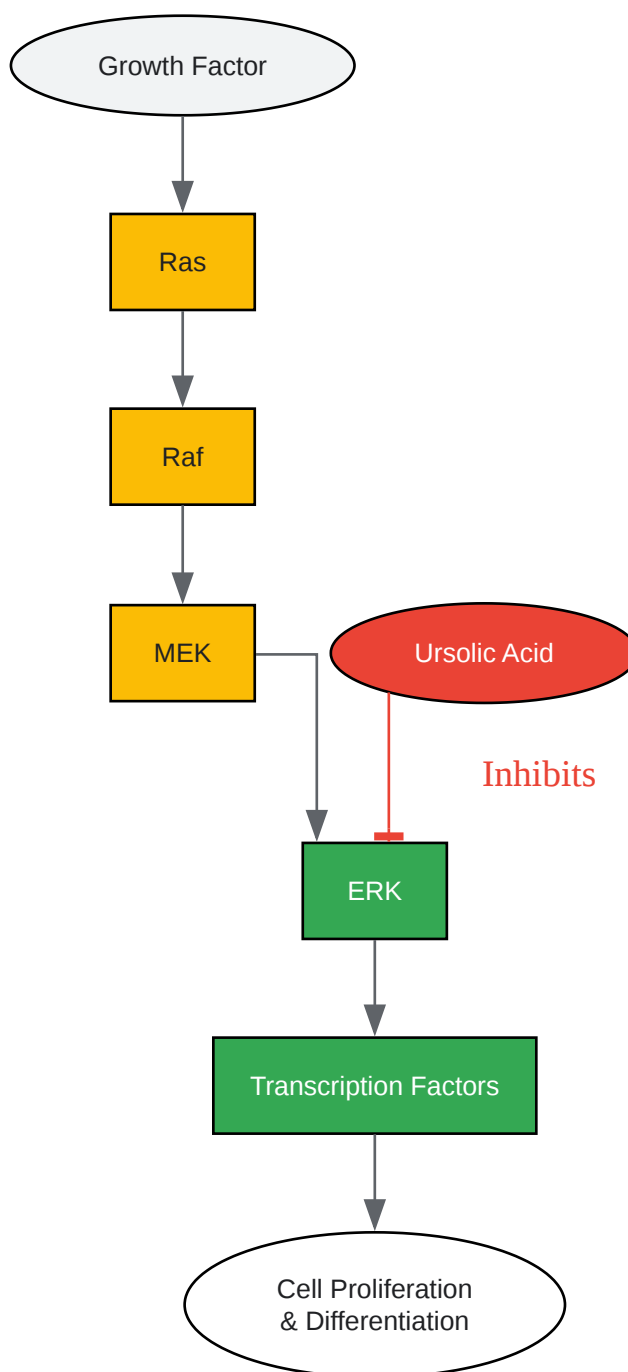 Growth Factor
Ras
Raf
MEK
Ursolic Acid
Inhibits
ERK
Transcription Factors
Cell Proliferation
& Differentiation